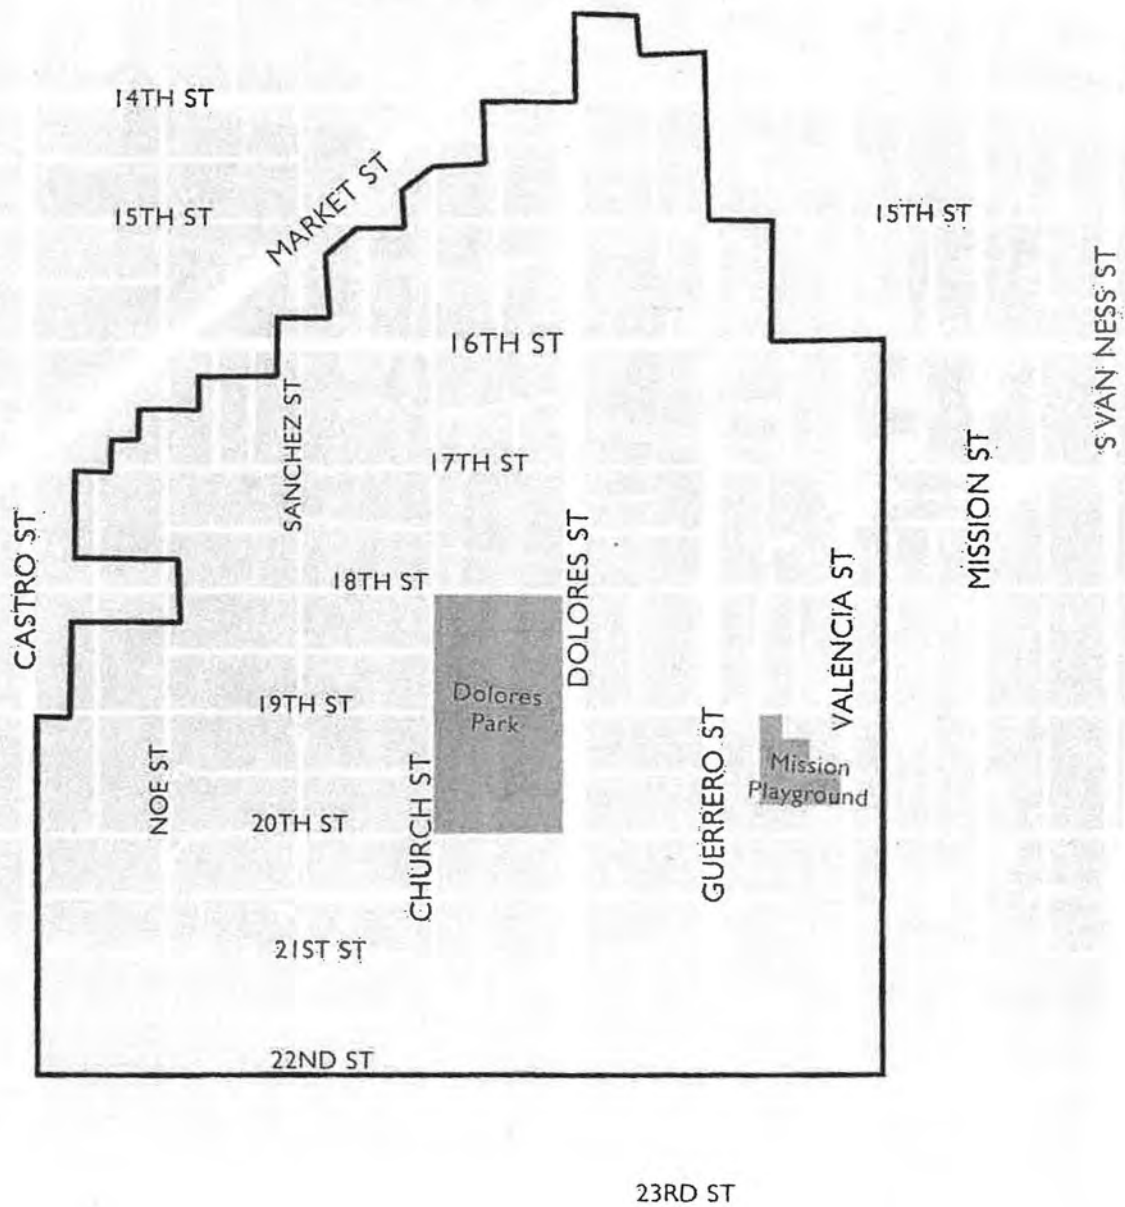 14TH ST
15TH ST
MARKET ST
15TH ST
S VAN NESS ST
16TH ST
SANCHEZ ST
17TH ST
MISSION ST
CASTRO ST
18TH ST
DOLORES ST
VALENCIA ST
19TH ST
Dolores
Park
GUERRERO ST
NOE ST
CHURCH ST
Mission
Playground
20TH ST
21ST ST
22ND ST
23RD ST